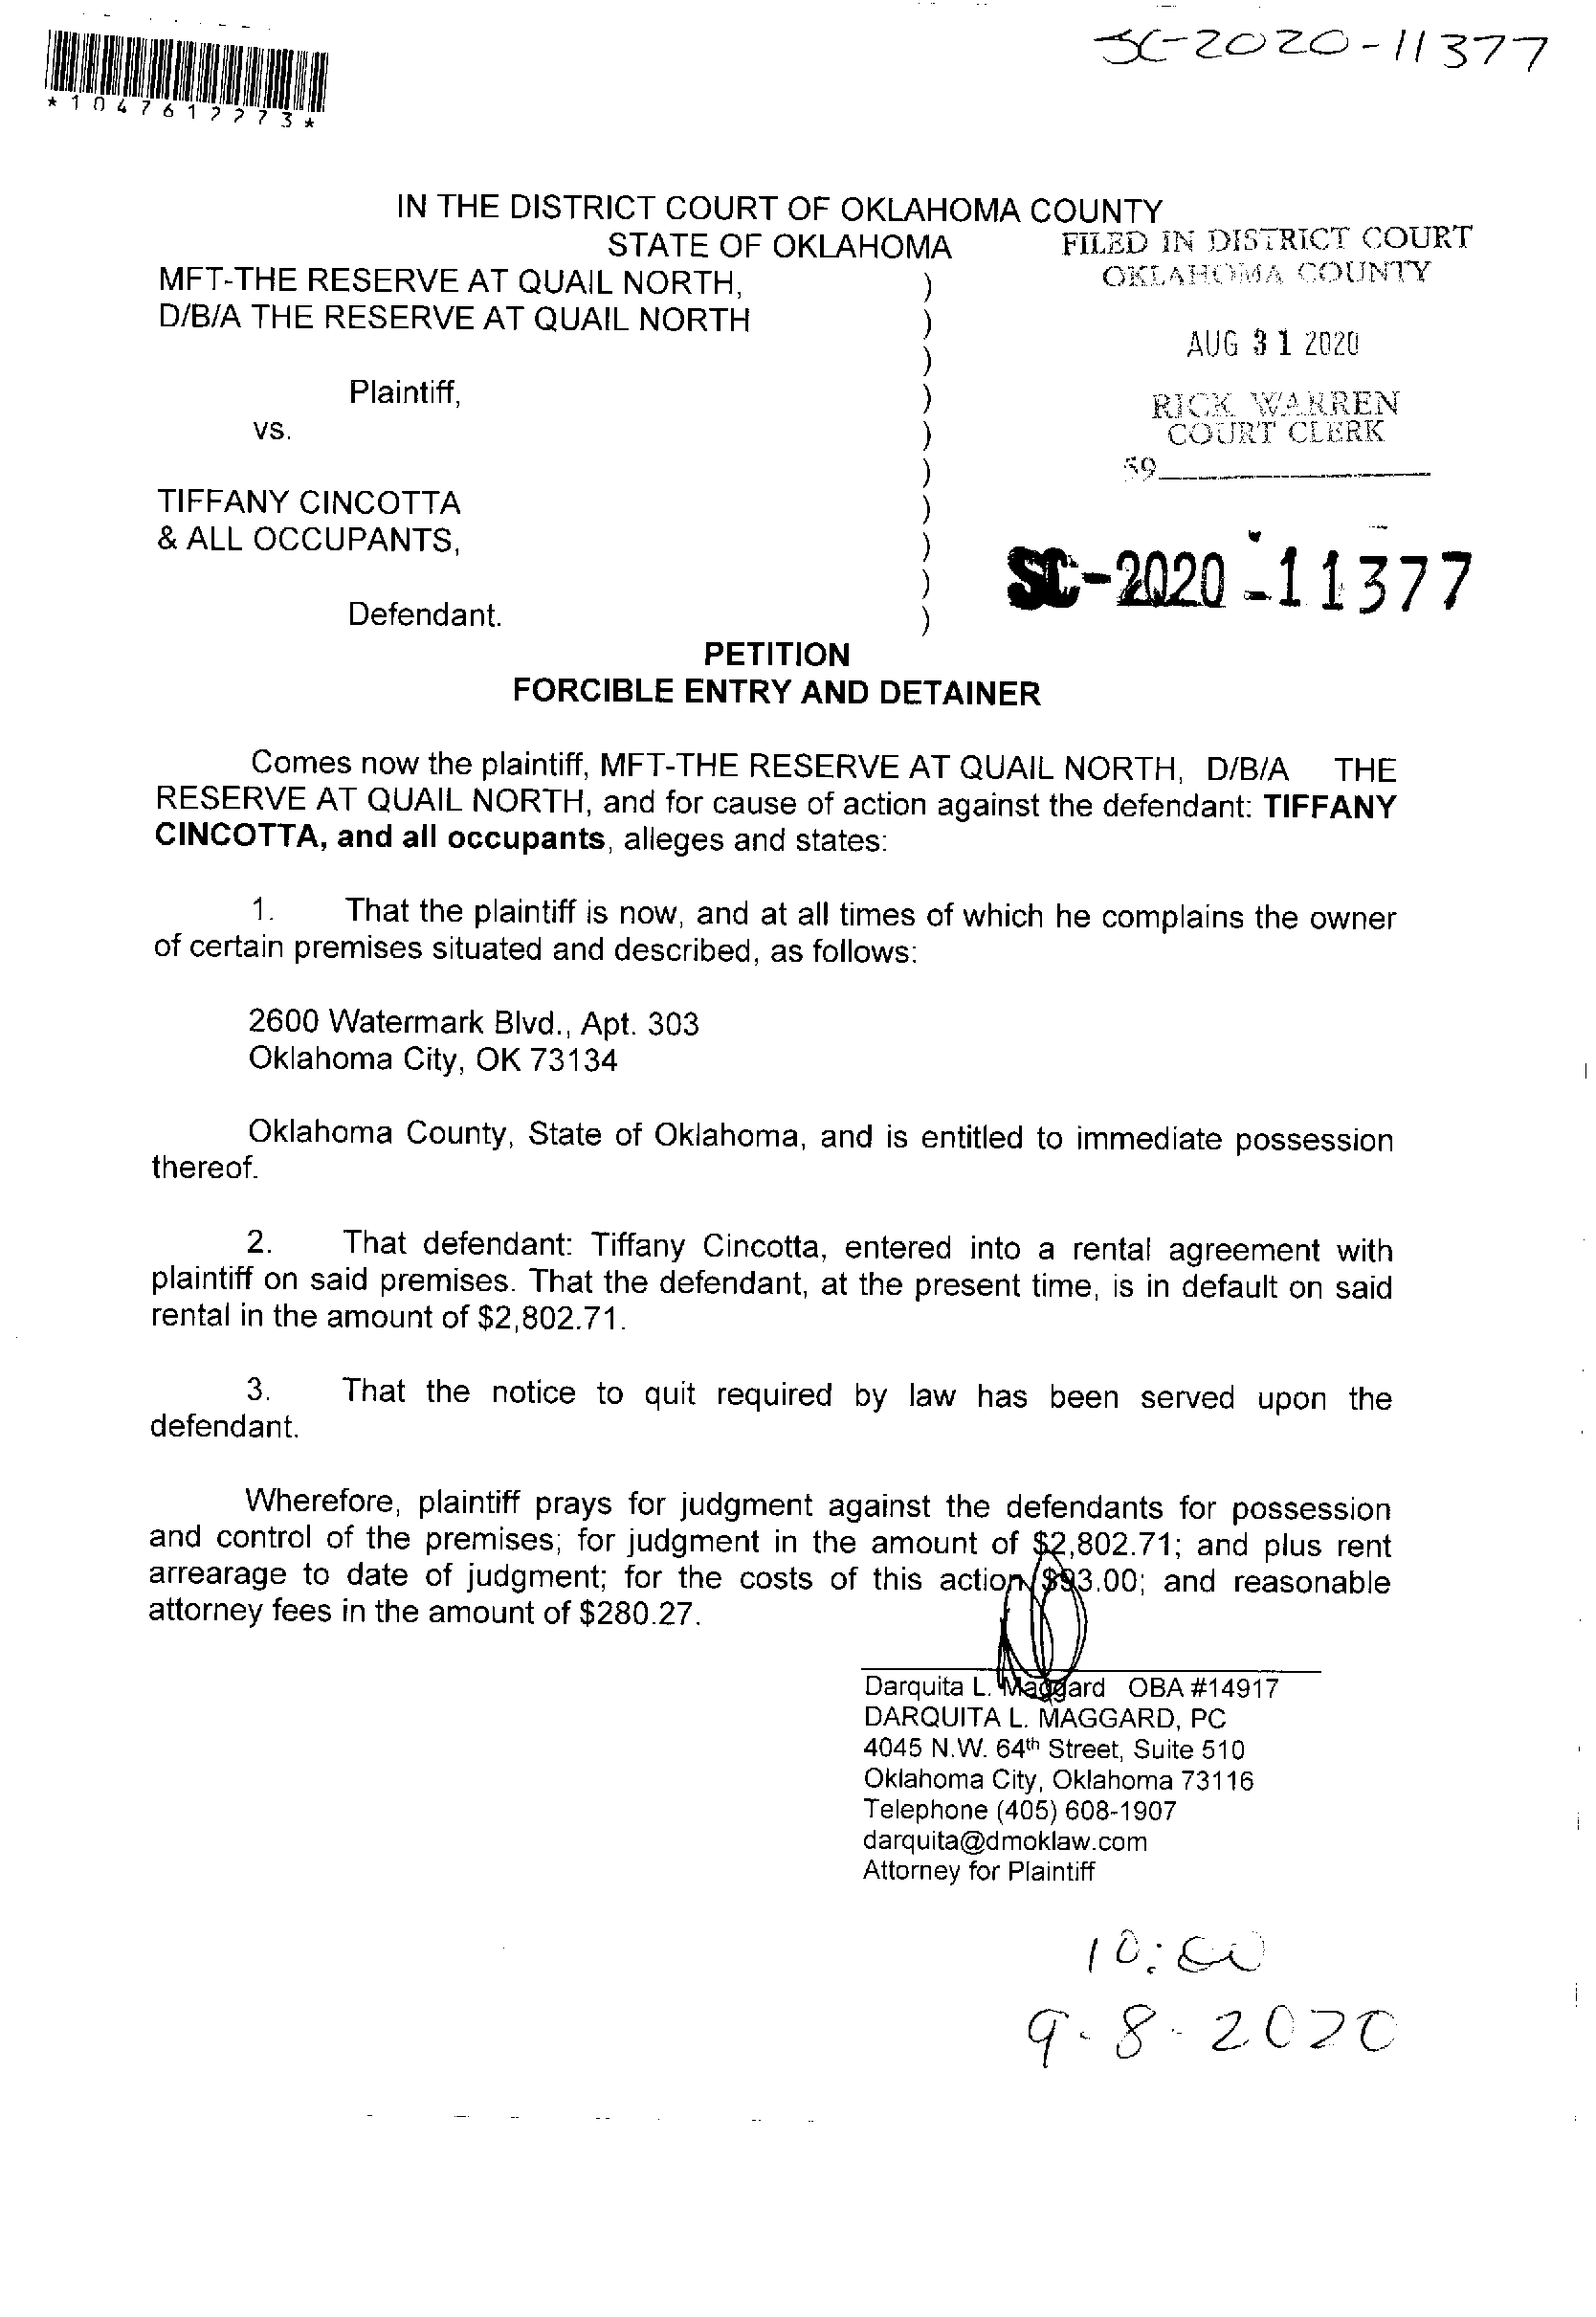 SC-2020-11377
*1047612273*
IN THE DISTRICT COURT OF OKLAHOMA COUNTY
STATE OF OKLAHOMA
FILED IN DISTRICT COURT
OKLAHOMA COUNTY
MFT-THE RESERVE AT QUAIL NORTH, )
D/B/A THE RESERVE AT QUAIL NORTH )
)
AUG 31 2020
Plaintiff, )
RICK WARREN
COURT CLERK
vs. )
)
59
TIFFANY CINCOTTA )
& ALL OCCUPANTS, )
)
SC-2020-11377
Defendant. )
PETITION
FORCIBLE ENTRY AND DETAINER
Comes now the plaintiff, MFT-THE RESERVE AT QUAIL NORTH, D/B/A THE
RESERVE AT QUAIL NORTH, and for cause of action against the defendant: TIFFANY
CINCOTTA, and all occupants, alleges and states:
1. That the plaintiff is now, and at all times of which he complains the owner
of certain premises situated and described, as follows:
2600 Watermark Blvd., Apt. 303
Oklahoma City, OK 73134
Oklahoma County, State of Oklahoma, and is entitled to immediate possession
thereof.
2. That defendant: Tiffany Cincotta, entered into a rental agreement with
plaintiff on said premises. That the defendant, at the present time, is in default on said
rental in the amount of $2,802.71.
3. That the notice to quit required by law has been served upon the
defendant.
Wherefore, plaintiff prays for judgment against the defendants for possession
and control of the premises; for judgment in the amount of $2,802.71; and plus rent
arrearage to date of judgment; for the costs of this action $93.00; and reasonable
attorney fees in the amount of $280.27.
Darquita L. Maggard OBA #14917
DARQUITA L. MAGGARD, PC
4045 N.W. 64th Street, Suite 510
Oklahoma City, Oklahoma 73116
Telephone (405) 608-1907
darquita@dmoklaw.com
Attorney for Plaintiff
10:00
9-8-2020